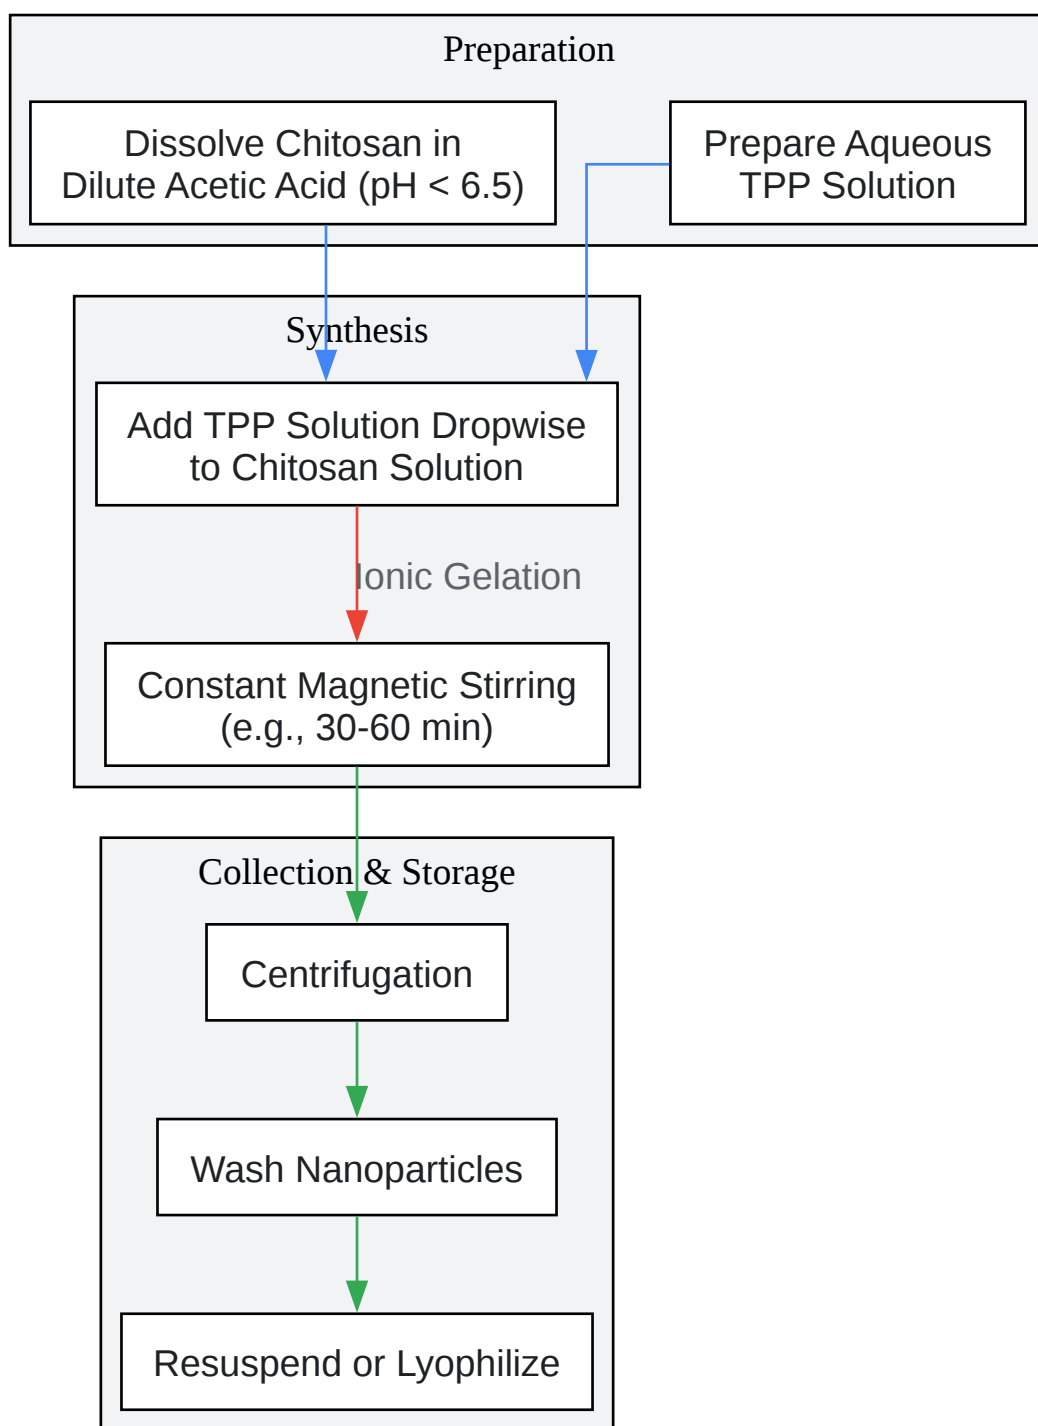 Preparation
Dissolve Chitosan in
Dilute Acetic Acid (pH < 6.5)
Prepare Aqueous
TPP Solution
Synthesis
Add TPP Solution Dropwise
to Chitosan Solution
Ionic Gelation
Constant Magnetic Stirring
(e.g., 30-60 min)
Collection & Storage
Centrifugation
Wash Nanoparticles
Resuspend or Lyophilize